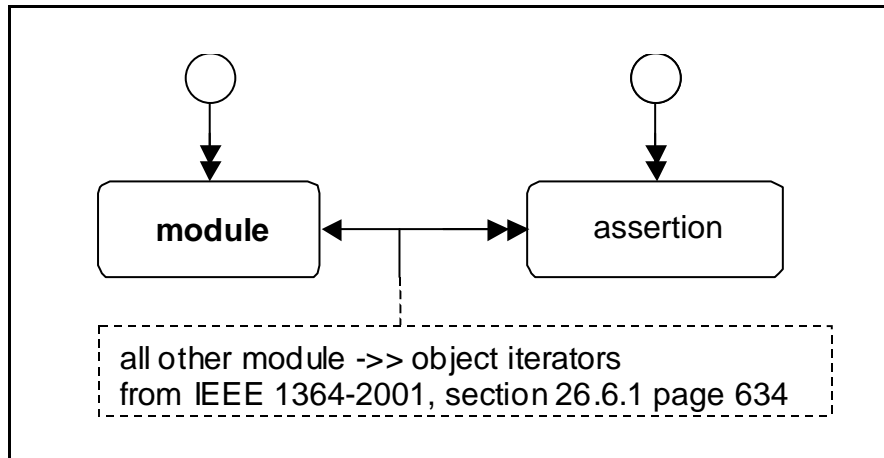 module
assertion
all other module ->> object iterators
from IEEE 1364-2001, section 26.6.1 page 634